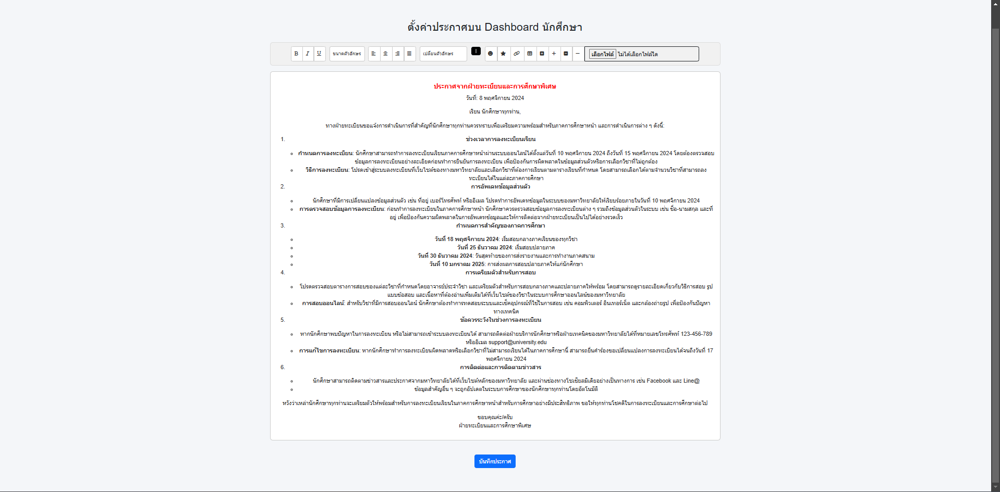 ตั้งค่าประกาศบน Dashboard นักศึกษา
B I U ขนาดตัวอักษร เปลี่ยนตัวอักษร เลือกไฟล์ ไม่ได้เลือกไฟล์ใด
ประกาศจากฝ่ายทะเบียนและการศึกษาพิเศษ
วันที่: 8 พฤศจิกายน 2024
เรียน นักศึกษาทุกท่าน,
ทางฝ่ายทะเบียนขอแจ้งการดำเนินการที่สำคัญที่นักศึกษาทุกท่านควรทราบเพื่อเตรียมความพร้อมสำหรับภาคการศึกษาหน้า และการดำเนินการต่าง ๆ ดังนี้:
1. ช่วงเวลาการลงทะเบียนเรียน
กำหนดการลงทะเบียน: นักศึกษาสามารถทำการลงทะเบียนเรียนภาคการศึกษาหน้าผ่านระบบออนไลน์ได้ตั้งแต่วันที่ 10 พฤศจิกายน 2024 ถึงวันที่ 15 พฤศจิกายน 2024 โดยต้องตรวจสอบ
ข้อมูลการลงทะเบียนอย่างละเอียดก่อนทำการยืนยันการลงทะเบียน เพื่อป้องกันการผิดพลาดในข้อมูลส่วนตัวหรือการเลือกวิชาที่ไม่ถูกต้อง
วิธีการลงทะเบียน: โปรดเข้าสู่ระบบลงทะเบียนที่เว็บไซต์ของทางมหาวิทยาลัยและเลือกวิชาที่ต้องการเรียนตามตารางเรียนที่กำหนด โดยสามารถเลือกได้ตามจำนวนวิชาที่สามารถลง
ทะเบียนได้ในแต่ละภาคการศึกษา
2. การอัพเดทข้อมูลส่วนตัว
นักศึกษาที่มีการเปลี่ยนแปลงข้อมูลส่วนตัว เช่น ที่อยู่ เบอร์โทรศัพท์ หรืออีเมล โปรดทำการอัพเดทข้อมูลในระบบของมหาวิทยาลัยให้เรียบร้อยภายในวันที่ 10 พฤศจิกายน 2024
การตรวจสอบข้อมูลการลงทะเบียน: ก่อนทำการลงทะเบียนในภาคการศึกษาหน้า นักศึกษาควรตรวจสอบข้อมูลการลงทะเบียนต่าง ๆ รวมถึงข้อมูลส่วนตัวในระบบ เช่น ชื่อ-นามสกุล และที่
อยู่ เพื่อป้องกันความผิดพลาดในการอัพเดทข้อมูลและให้การติดต่อจากฝ่ายทะเบียนเป็นไปได้อย่างรวดเร็ว
3. กำหนดการสำคัญของภาคการศึกษา
วันที่ 18 พฤศจิกายน 2024: เริ่มสอบกลางภาคเรียนของทุกวิชา
วันที่ 25 ธันวาคม 2024: เริ่มสอบปลายภาค
วันที่ 30 ธันวาคม 2024: วันสุดท้ายของการส่งรายงานและการทำงานภาคสนาม
วันที่ 10 มกราคม 2025: การส่งผลการสอบปลายภาคให้แก่นักศึกษา
4. การเตรียมตัวสำหรับการสอบ
โปรดตรวจสอบตารางการสอบของแต่ละวิชาที่กำหนดโดยอาจารย์ประจำวิชา และเตรียมตัวสำหรับการสอบกลางภาคและปลายภาคให้พร้อม โดยสามารถดูรายละเอียดเกี่ยวกับวิธีการสอบ รูป
แบบข้อสอบ และเนื้อหาที่ต้องอ่านเพิ่มเติมได้ที่เว็บไซต์ของวิชาในระบบการศึกษาออนไลน์ของมหาวิทยาลัย
การสอบออนไลน์: สำหรับวิชาที่มีการสอบออนไลน์ นักศึกษาต้องทำการทดสอบระบบและเช็คอุปกรณ์ที่ใช้ในการสอบ เช่น คอมพิวเตอร์ อินเทอร์เน็ต และกล้องถ่ายรูป เพื่อป้องกันปัญหา
ทางเทคนิค
5. ข้อควรระวังในช่วงการลงทะเบียน
หากนักศึกษาพบปัญหาในการลงทะเบียน หรือไม่สามารถเข้าระบบลงทะเบียนได้ สามารถติดต่อฝ่ายบริการนักศึกษาหรือฝ่ายเทคนิคของมหาวิทยาลัยได้ที่หมายเลขโทรศัพท์ 123-456-789
หรืออีเมล support@university.edu
การแก้ไขการลงทะเบียน: หากนักศึกษาทำการลงทะเบียนผิดพลาดหรือเลือกวิชาที่ไม่สามารถเรียนได้ในภาคการศึกษานี้ สามารถยื่นคำร้องขอเปลี่ยนแปลงการลงทะเบียนได้จนถึงวันที่ 17
พฤศจิกายน 2024
6. การติดต่อและการติดตามข่าวสาร
นักศึกษาสามารถติดตามข่าวสารและประกาศจากมหาวิทยาลัยได้ที่เว็บไซต์หลักของมหาวิทยาลัย และผ่านช่องทางโซเชียลมีเดียอย่างเป็นทางการ เช่น Facebook และ Line@
ข้อมูลสำคัญอื่น ๆ จะถูกอัปเดตในระบบการศึกษาของนักศึกษาทุกท่านโดยอัตโนมัติ
หวังว่าเหล่านักศึกษาทุกท่านจะเตรียมตัวให้พร้อมสำหรับการลงทะเบียนเรียนในภาคการศึกษาหน้าสำหรับการศึกษาอย่างมีประสิทธิภาพ ขอให้ทุกท่านโชคดีในการลงทะเบียนและการศึกษาต่อไป
ขอบคุณค่ะ/ครับ
ฝ่ายทะเบียนและการศึกษาพิเศษ
บันทึกประกาศ